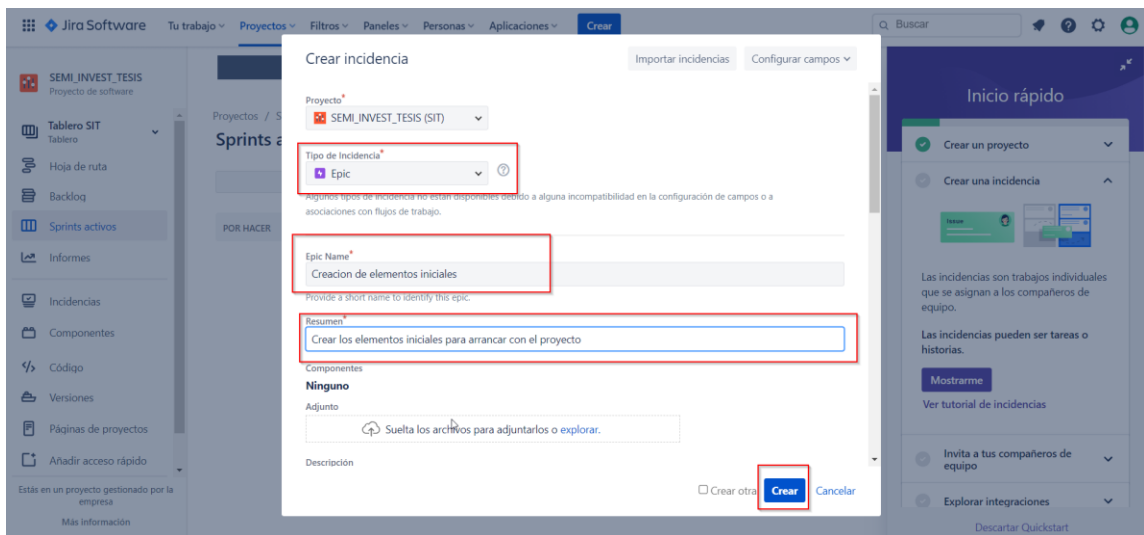 Jira Software
Tu trabajo
Proyectos
Filtros
Paneles
Personas
Aplicaciones
Crear
Buscar
SEMI_INVEST_TESIS
Proyecto de software
Tablero SIT
Tablero
Hoja de ruta
Backlog
Sprints activos
Informes
Incidencias
Componentes
Código
Versiones
Páginas de proyectos
Añadir acceso rápido
Estás en un proyecto gestionado por la
empresa
Más información
Proyectos / S
Sprints a
POR HACER
Crear incidencia
Importar incidencias
Configurar campos
Proyecto*
SEMI_INVEST_TESIS (SIT)
Tipo de Incidencia*
Epic
Algunos tipos de incidencia no están disponibles debido a alguna incompatibilidad en la configuración de campos o a
asociaciones con flujos de trabajo.
Epic Name*
Creacion de elementos iniciales
Provide a short name to identify this epic.
Resumen*
Crear los elementos iniciales para arrancar con el proyecto
Componentes
Ninguno
Adjunto
Suelta los archivos para adjuntarlos o explorar.
Descripción
Crear otra
Crear
Cancelar
Inicio rápido
Crear un proyecto
Crear una incidencia
Issue
Las incidencias son trabajos individuales
que se asignan a los compañeros de
equipo.
Las incidencias pueden ser tareas o
historias.
Mostrarme
Ver tutorial de incidencias
Invita a tus compañeros de
equipo
Explorar integraciones
Descartar Quickstart